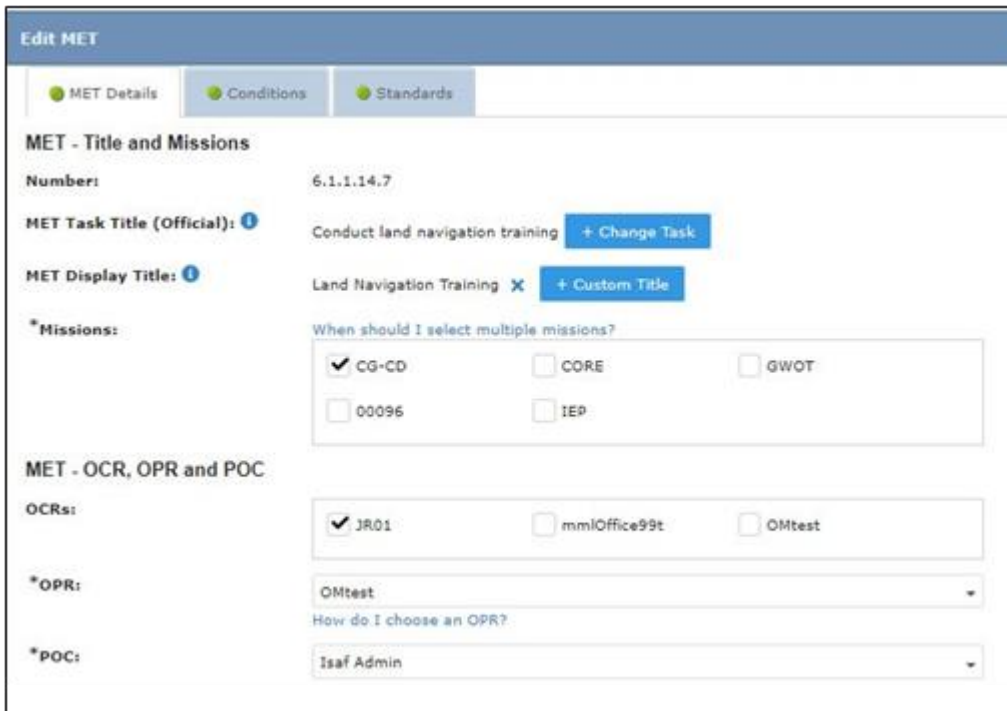 Edit MET
MET Details Conditions Standards
MET - Title and Missions
Number: 6.1.1.14.7
MET Task Title (Official): Conduct land navigation training + Change Task
MET Display Title: Land Navigation Training × + Custom Title
*Missions: When should I select multiple missions?
CG-CD CORE GWOT
00096 IEP
MET - OCR, OPR and POC
OCRs: JR01 mmlOffice99t OMtest
*OPR: OMtest
How do I choose an OPR?
*POC: Isaf Admin